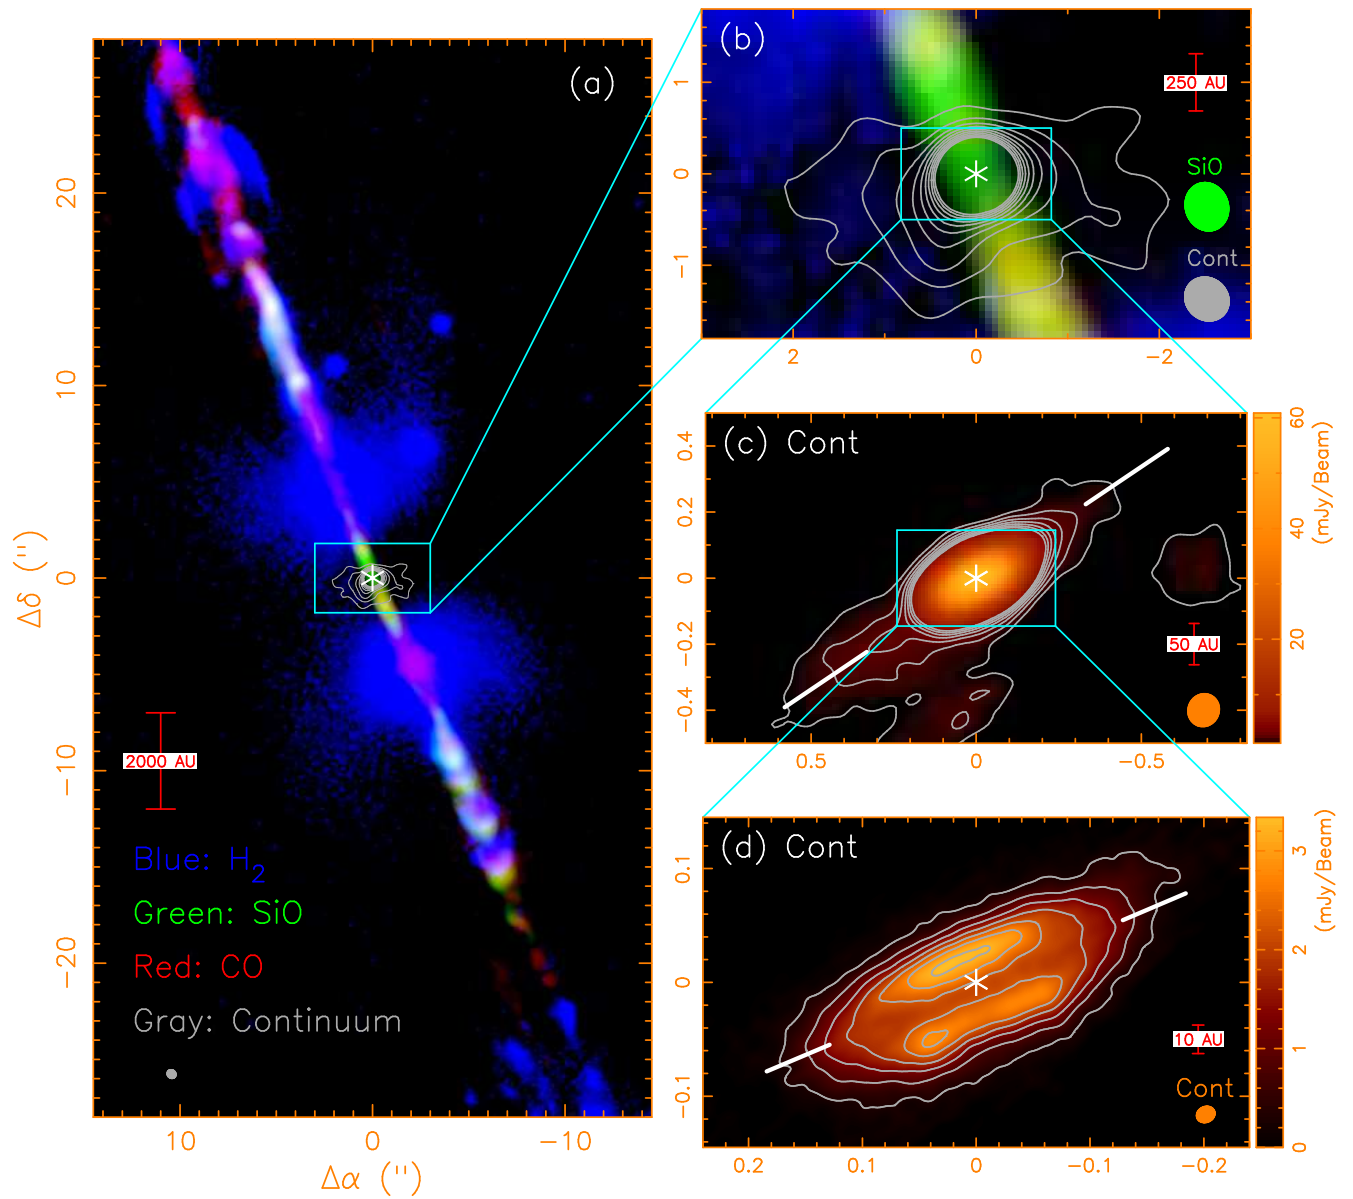 (a)
20
10
0
−10
−20
Δδ ('')
2000 AU
Blue: H2
Green: SiO
Red: CO
Gray: Continuum
10
0
−10
Δα ('')
(b)
1
0
−1
250 AU
SiO
Cont
2
0
−2
(c) Cont
0.4
0.2
0
−0.2
−0.4
50 AU
0.5
0
−0.5
60
40
20
(mJy/Beam)
(d) Cont
0.1
0
−0.1
10 AU
Cont
0.2
0.1
0
−0.1
−0.2
3
2
1
0
(mJy/Beam)